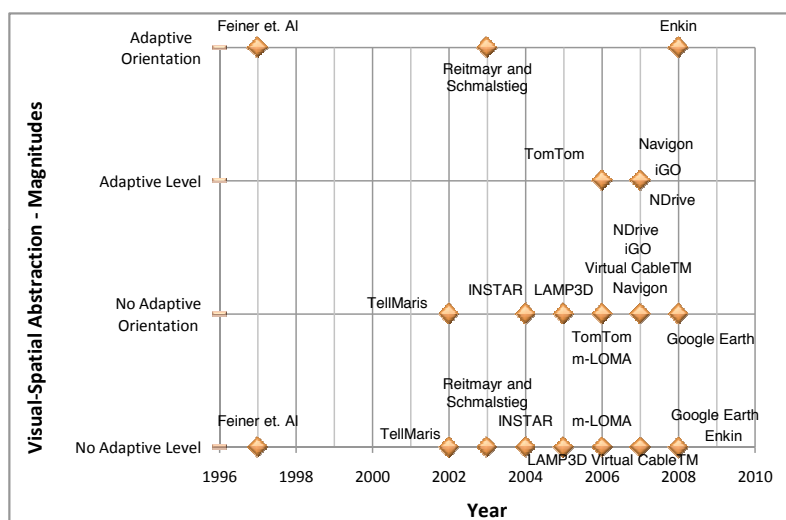 Visual-Spatial Abstraction - Magnitudes
Adaptive
Orientation
Feiner et. Al
Reitmayr and
Schmalstieg
Enkin
Adaptive Level
TomTom
Navigon
iGO
NDrive
No Adaptive
Orientation
TellMaris
INSTAR
LAMP3D
NDrive
iGO
Virtual CableTM
Navigon
TomTom
m-LOMA
Google Earth
No Adaptive Level
Feiner et. Al
TellMaris
Reitmayr and
Schmalstieg
INSTAR
m-LOMA
LAMP3D Virtual CableTM
Google Earth
Enkin
1996 1998 2000 2002 2004 2006 2008 2010
Year